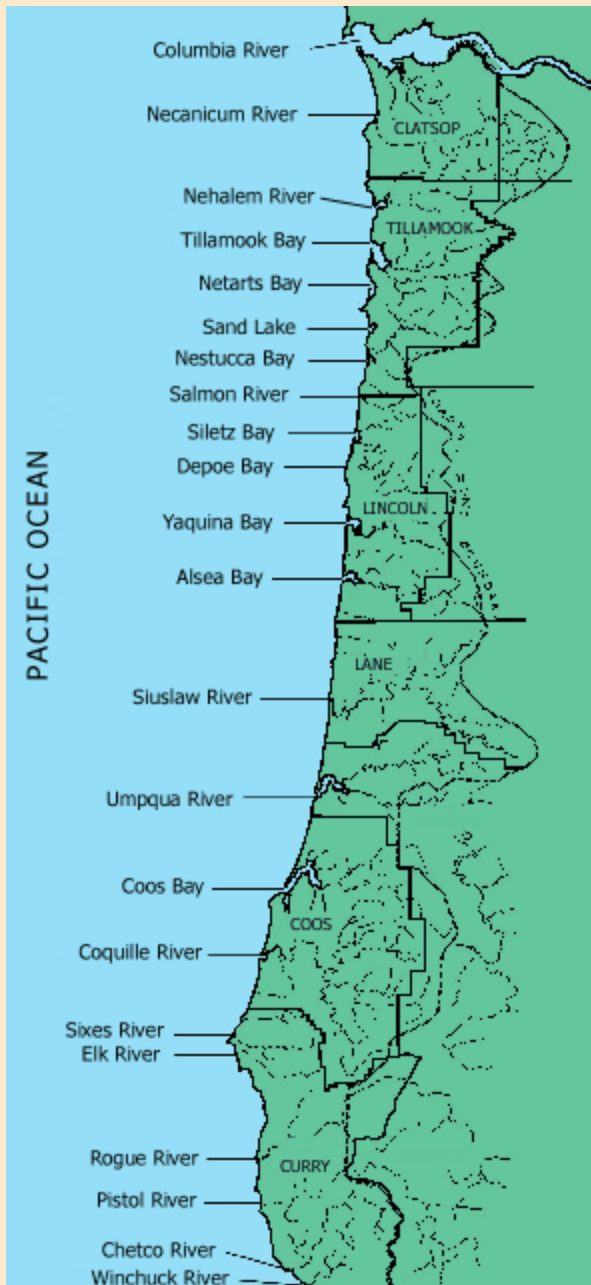 Columbia River
Necanicum River
CLATSOP
Nehalem River
TILLAMOOK
Tillamook Bay
Netarts Bay
Sand Lake
Nestucca Bay
Salmon River
Siletz Bay
Depoe Bay
PACIFIC OCEAN
LINCOLN
Yaquina Bay
Alsea Bay
LANE
Siuslaw River
Umpqua River
Coos Bay
COOS
Coquille River
Sixes River
Elk River
Rogue River
CURRY
Pistol River
Chetco River
Winchuck River